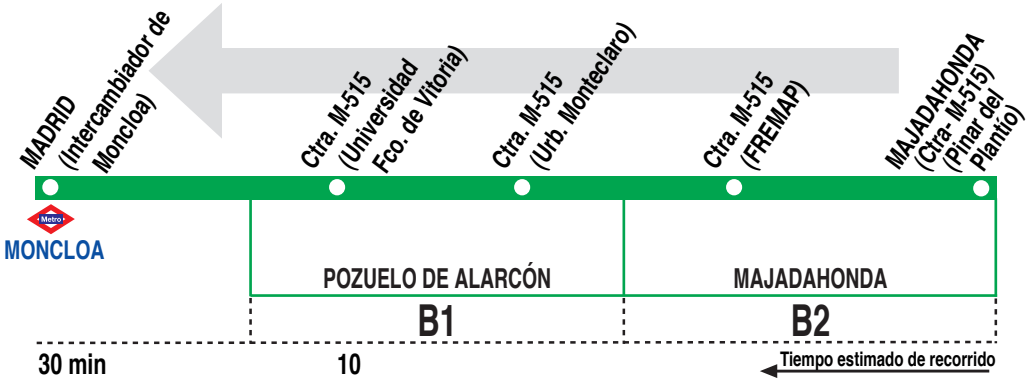 MADRID
(Intercambiador de
Moncloa)
Ctra. M-515
(Universidad
Fco. de Vitoria)
Ctra. M-515
(Urb. Monteclaro)
Ctra. M-515
(FREMAP)
MAJADAHONDA
(Ctra- M-515)
(Pinar del
Plantío)
Metro
MONCLOA
POZUELO DE ALARCÓN
MAJADAHONDA
B1
B2
30 min
10
Tiempo estimado de recorrido